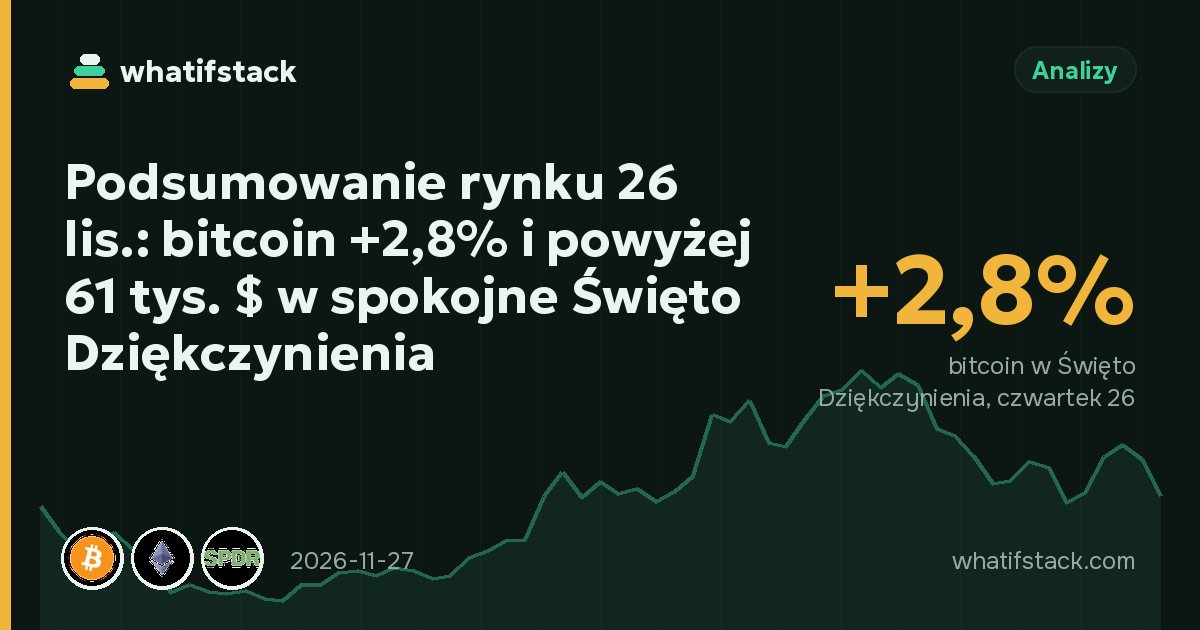 whatifstack
Analizy
Podsumowanie rynku 26
lis.: bitcoin +2,8% i powyżej
61 tys. $ w spokojne Święto
Dziękczynienia
+2,8%
bitcoin w Święto
Dziękczynienia, czwartek 26
SPDR
2026-11-27
whatifstack.com